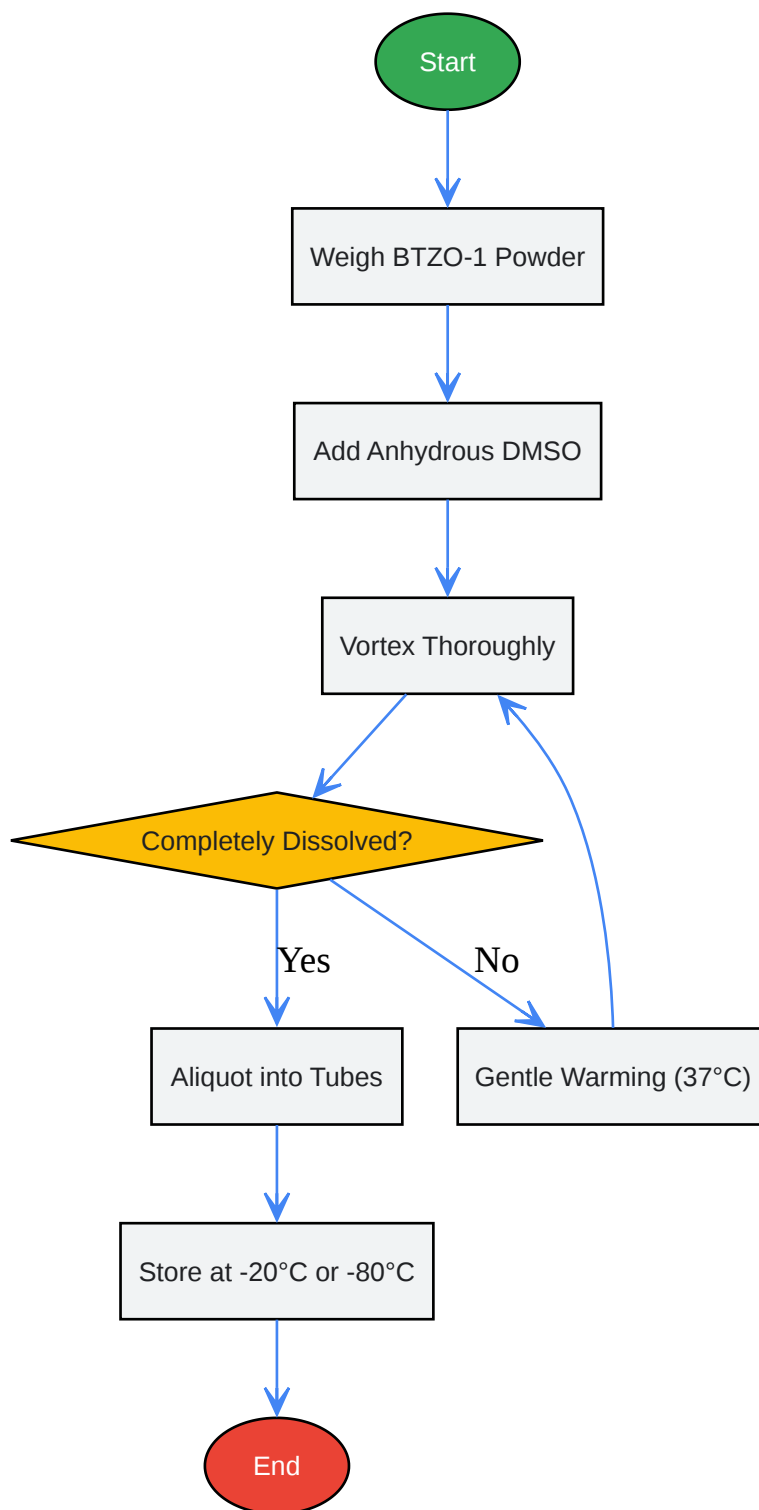 Start
Weigh BTZO-1 Powder
Add Anhydrous DMSO
Vortex Thoroughly
Completely Dissolved?
Yes
No
Aliquot into Tubes
Gentle Warming (37°C)
Store at -20°C or -80°C
End